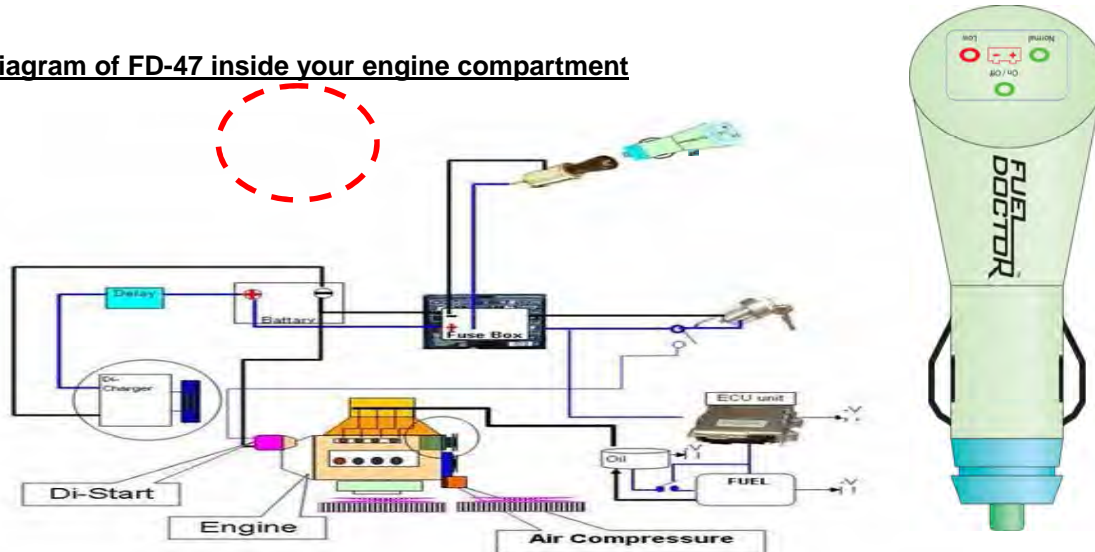 iagram of FD-47 inside your engine compartment
Low
Normal
- +
On / Off
FUEL
DOCTOR
TM
Delay
Battary
- 
+
Fuse Box
Di-
Charger
ECU unit
-V
Oil
-V
FUEL
-V
Di-Start
Engine
Air Compressure